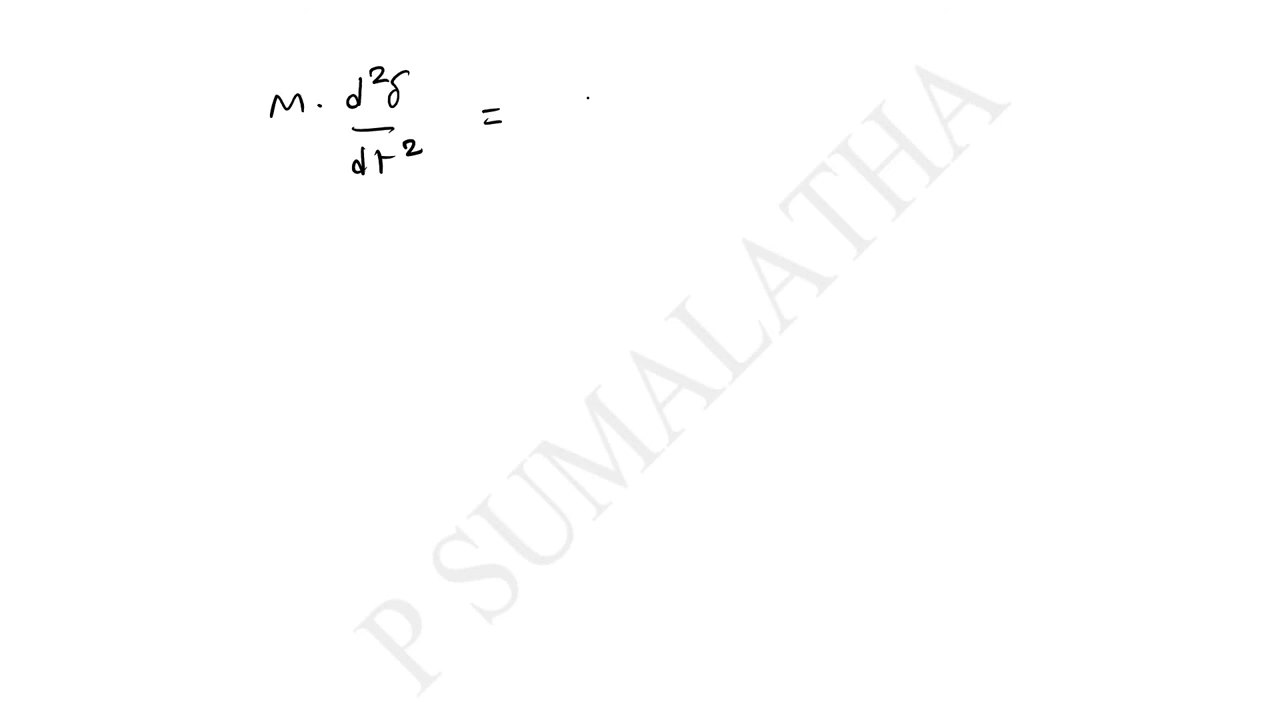 M. d²δ/dt² =
P SUMALATHA